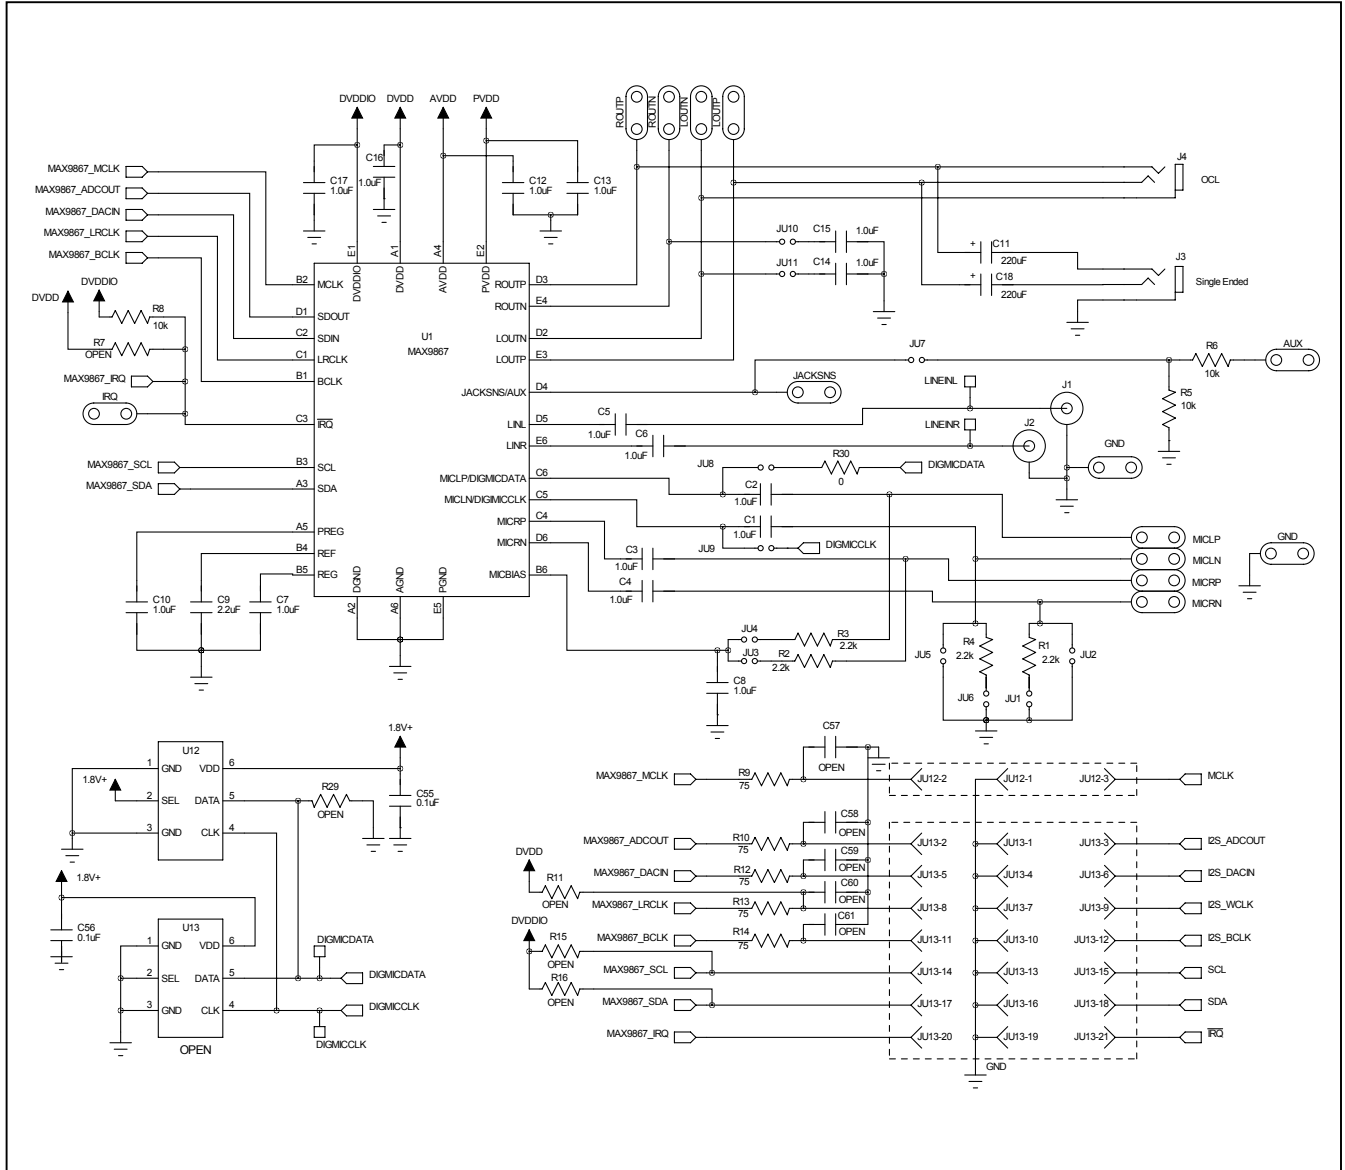 DVDDIO
DVDD
AVDD
PVDD
ROUTP
ROUTN
LOUTN
LOUTP
MAX9867_MCLK
MAX9867_ADCOUT
MAX9867_DACIN
MAX9867_LRCLK
MAX9867_BCLK
C17
1.0uF
C16
1.0uF
C12
1.0uF
C13
1.0uF
J4
OCL
E1
A1
A4
E2
DVDDIO
DVDD
AVDD
PVDD
JU10
C15
1.0uF
JU11
C14
1.0uF
+
C11
220uF
+
C18
220uF
J3
Single Ended
DVDD
DVDDIO
R8
10k
R7
OPEN
MAX9867_IRQ
IRQ
B2
MCLK
D1
SDOUT
C2
SDIN
C1
LRCLK
B1
BCLK
C3
IRQ
B3
SCL
A3
SDA
A5
PREG
B4
REF
B5
REG
U1
MAX9867
ROUTP
D3
ROUTN
E4
LOUTN
D2
LOUTP
E3
JACKSNS/AUX
D4
LINL
D5
LINR
E6
MICLP/DIGMICDATA
C6
MICLN/DIGIMICCLK
C5
MICRP
C4
MICRN
D6
MICBIAS
B6
DGND
AGND
PGND
A2
A6
E5
MAX9867_SCL
MAX9867_SDA
C10
1.0uF
C9
2.2uF
C7
1.0uF
JU7
R6
10k
AUX
R5
10k
JACKSNS
LINEINL
J1
LINEINR
J2
GND
C5
1.0uF
C6
1.0uF
JU8
R30
0
DIGMICDATA
C2
1.0uF
C1
1.0uF
JU9
DIGMICCLK
C3
1.0uF
C4
1.0uF
MICLP
MICLN
MICRP
MICRN
GND
JU4
R3
2.2k
JU3
R2
2.2k
C8
1.0uF
JU5
R4
2.2k
JU6
R1
2.2k
JU1
JU2
U12
1.8V+
1
GND
2
SEL
3
GND
VDD
6
DATA
5
CLK
4
1.8V+
R29
OPEN
C55
0.1uF
1.8V+
C56
0.1uF
U13
1
GND
2
SEL
3
GND
VDD
6
DATA
5
CLK
4
OPEN
DIGMICDATA
DIGMICDATA
DIGMICCLK
DIGMICCLK
C57
OPEN
MAX9867_MCLK
R9
75
JU12-2
JU12-1
JU12-3
MCLK
C58
OPEN
MAX9867_ADCOUT
R10
75
JU13-2
JU13-1
JU13-3
I2S_ADCOUT
C59
OPEN
DVDD
MAX9867_DACIN
R12
75
JU13-5
JU13-4
JU13-6
I2S_DACIN
R11
OPEN
C60
OPEN
MAX9867_LRCLK
R13
75
JU13-8
JU13-7
JU13-9
I2S_WCLK
DVDDIO
C61
OPEN
MAX9867_BCLK
R14
75
JU13-11
JU13-10
JU13-12
I2S_BCLK
R15
OPEN
MAX9867_SCL
JU13-14
JU13-13
JU13-15
SCL
R16
OPEN
MAX9867_SDA
JU13-17
JU13-16
JU13-18
SDA
MAX9867_IRQ
JU13-20
JU13-19
JU13-21
IRQ
GND